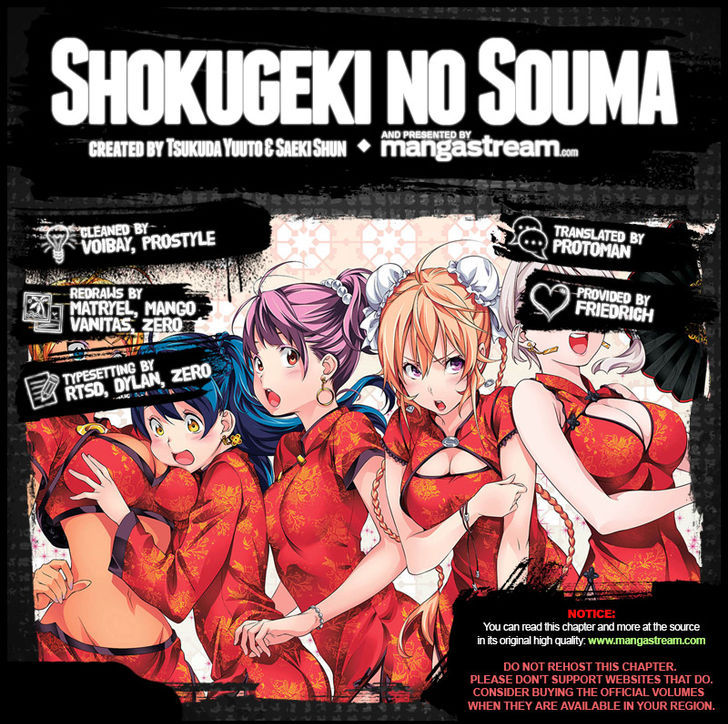 SHOKUGEKI NO SOUMA
CREATED BY TSUKUDA YUUTO & SAEKI SHUN ◆ AND PRESENTED BY mangastream.com
CLEANED BY
VOIBAY, PROSTYLE
TRANSLATED BY
PROTOMAN
REDRAWS BY
MATRYEL, MANGO
VANITAS, ZERO
PROVIDED BY
FRIEDRICH
TYPESETTING BY
RTSD, DYLAN, ZERO
NOTICE:
You can read this chapter and more at the source
in its original high quality: www.mangastream.com
DO NOT REHOST THIS CHAPTER.
PLEASE DON'T SUPPORT WEBSITES THAT DO.
CONSIDER BUYING THE OFFICIAL VOLUMES
WHEN THEY ARE AVAILABLE IN YOUR REGION.